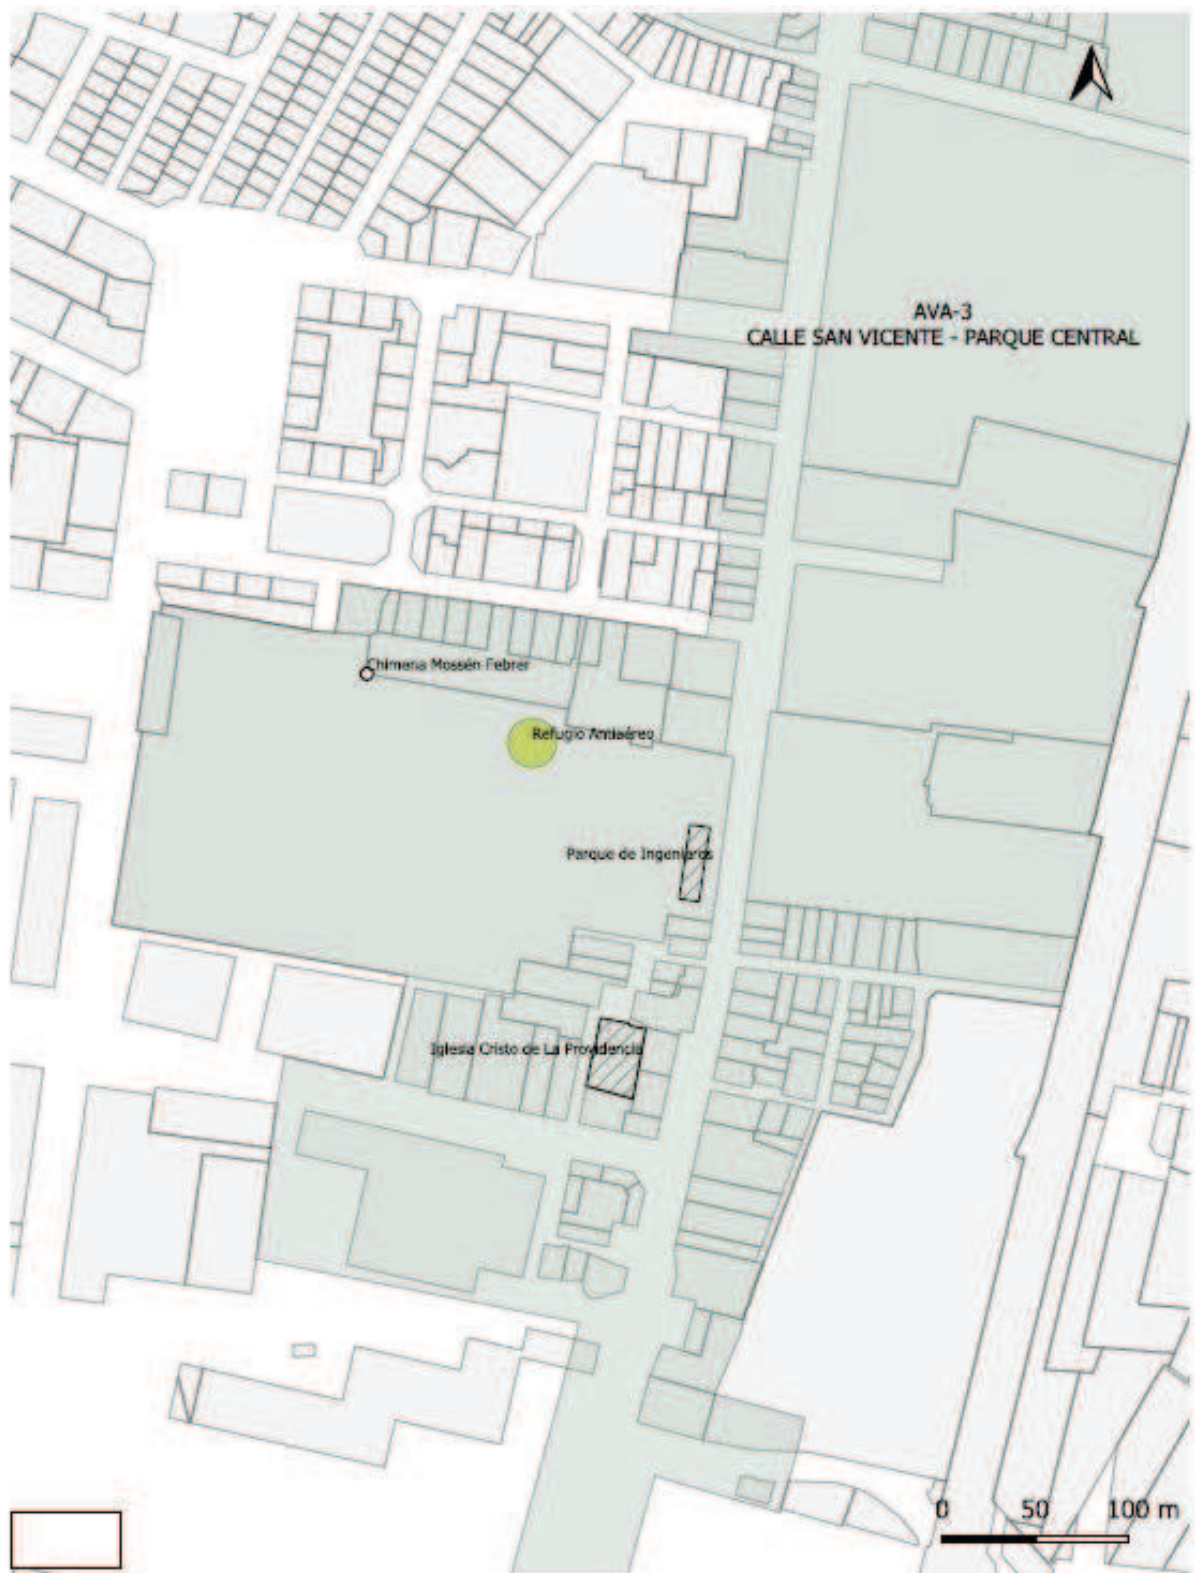 AVA-3
CALLE SAN VICENTE - PARQUE CENTRAL
Chimena Mossén Febrer
Refugio Antiaéreo
Parque de Ingenieros
Iglesia Cristo de La Providencia
0 50 100 m